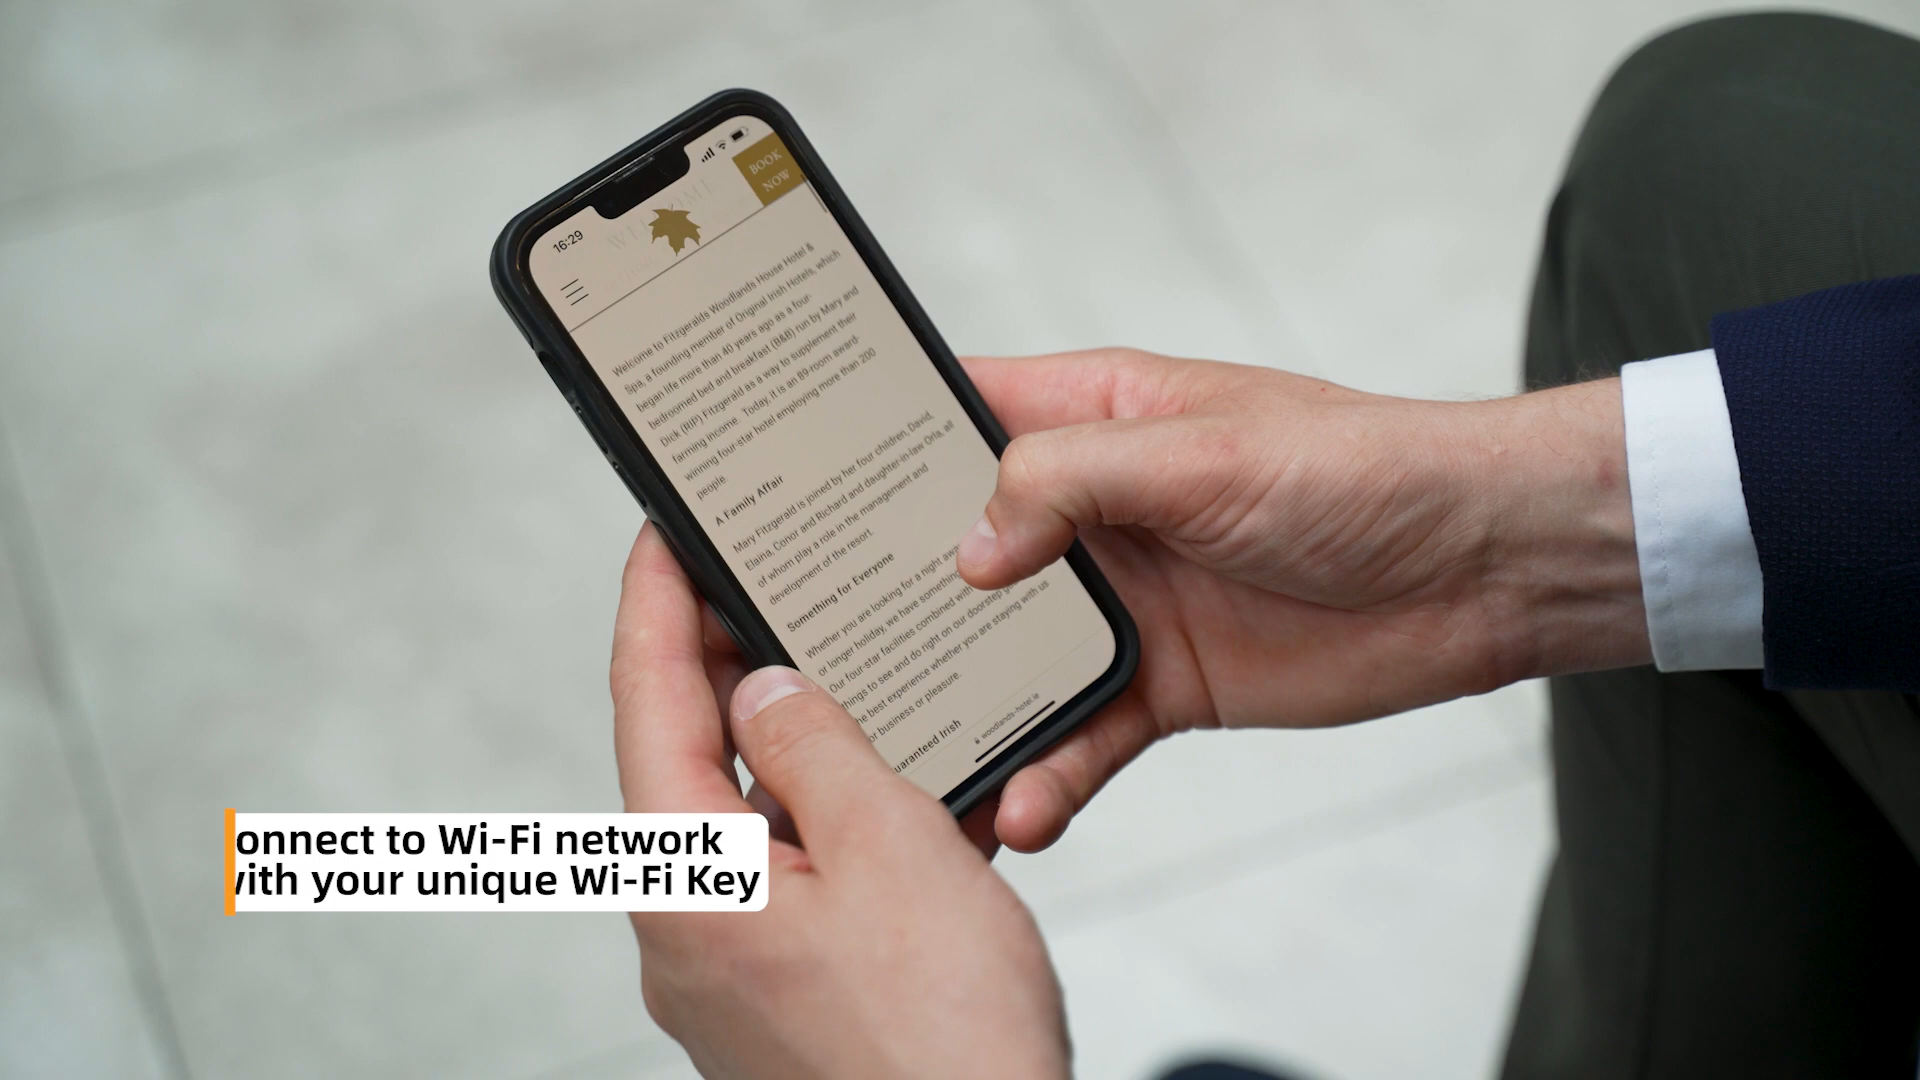 16:29
BOOK
NOW
Welcome to Fitzgeralds Woodlands House Hotel &
Spa, a founding member of Original Irish Hotels, which
began life more than 40 years ago as a four-
bedroomed bed and breakfast (B&B) run by Mary and
Dick (RIP) Fitzgerald as a way to supplement their
farming income. Today, it is an 89-room award-
winning four-star hotel employing more than 200
people.
A Family Affair
Mary Fitzgerald is joined by her four children, David,
Elaina, Conor and Richard and daughter-in-law Orla, all
of whom play a role in the management and
development of the resort.
Something for Everyone
Whether you are looking for a night awa
or longer holiday, we have something
Our four-star facilities combined with
things to see and do right on our doorstep g
he best experience whether you are staying with us
or business or pleasure.
uaranteed Irish
woodlands-hotel.ie
onnect to Wi-Fi network
with your unique Wi-Fi Key